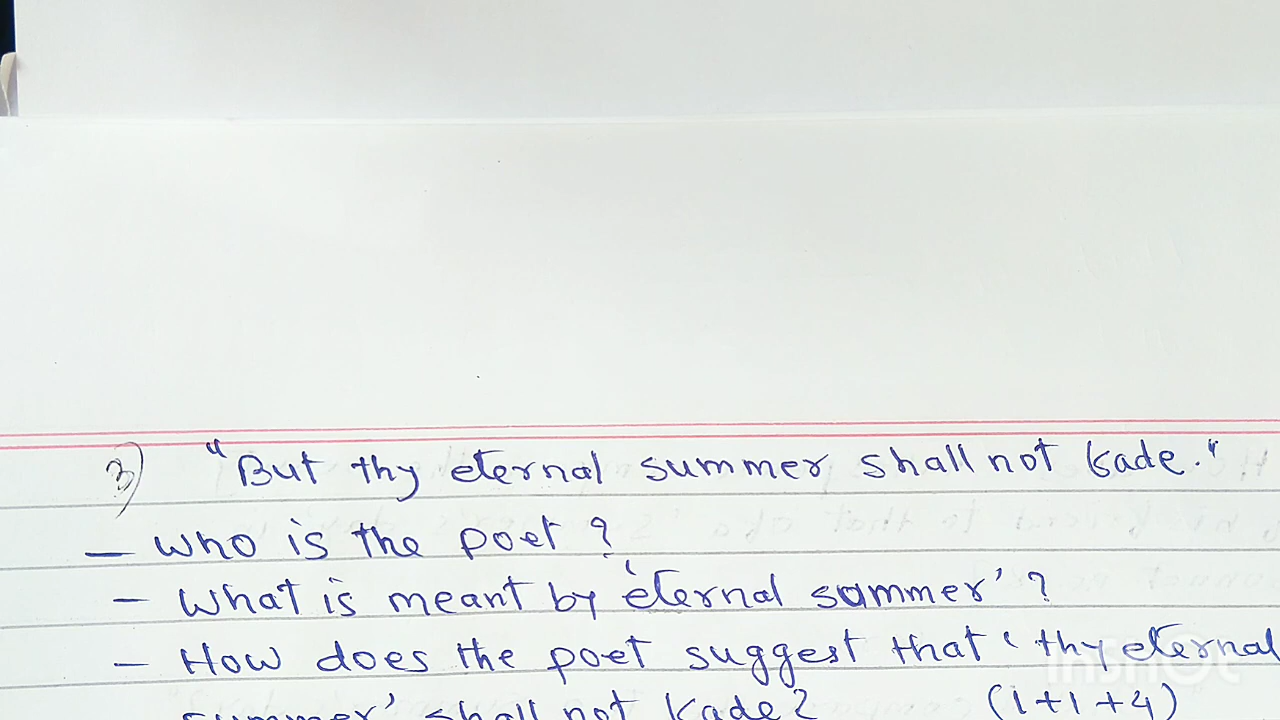 3) "But thy eternal summer shall not fade."
- Who is the poet?
- What is meant by 'eternal summer'?
- How does the poet suggest that 'thy eternal
summer' shall not fade? (1+1+4)
InShOt